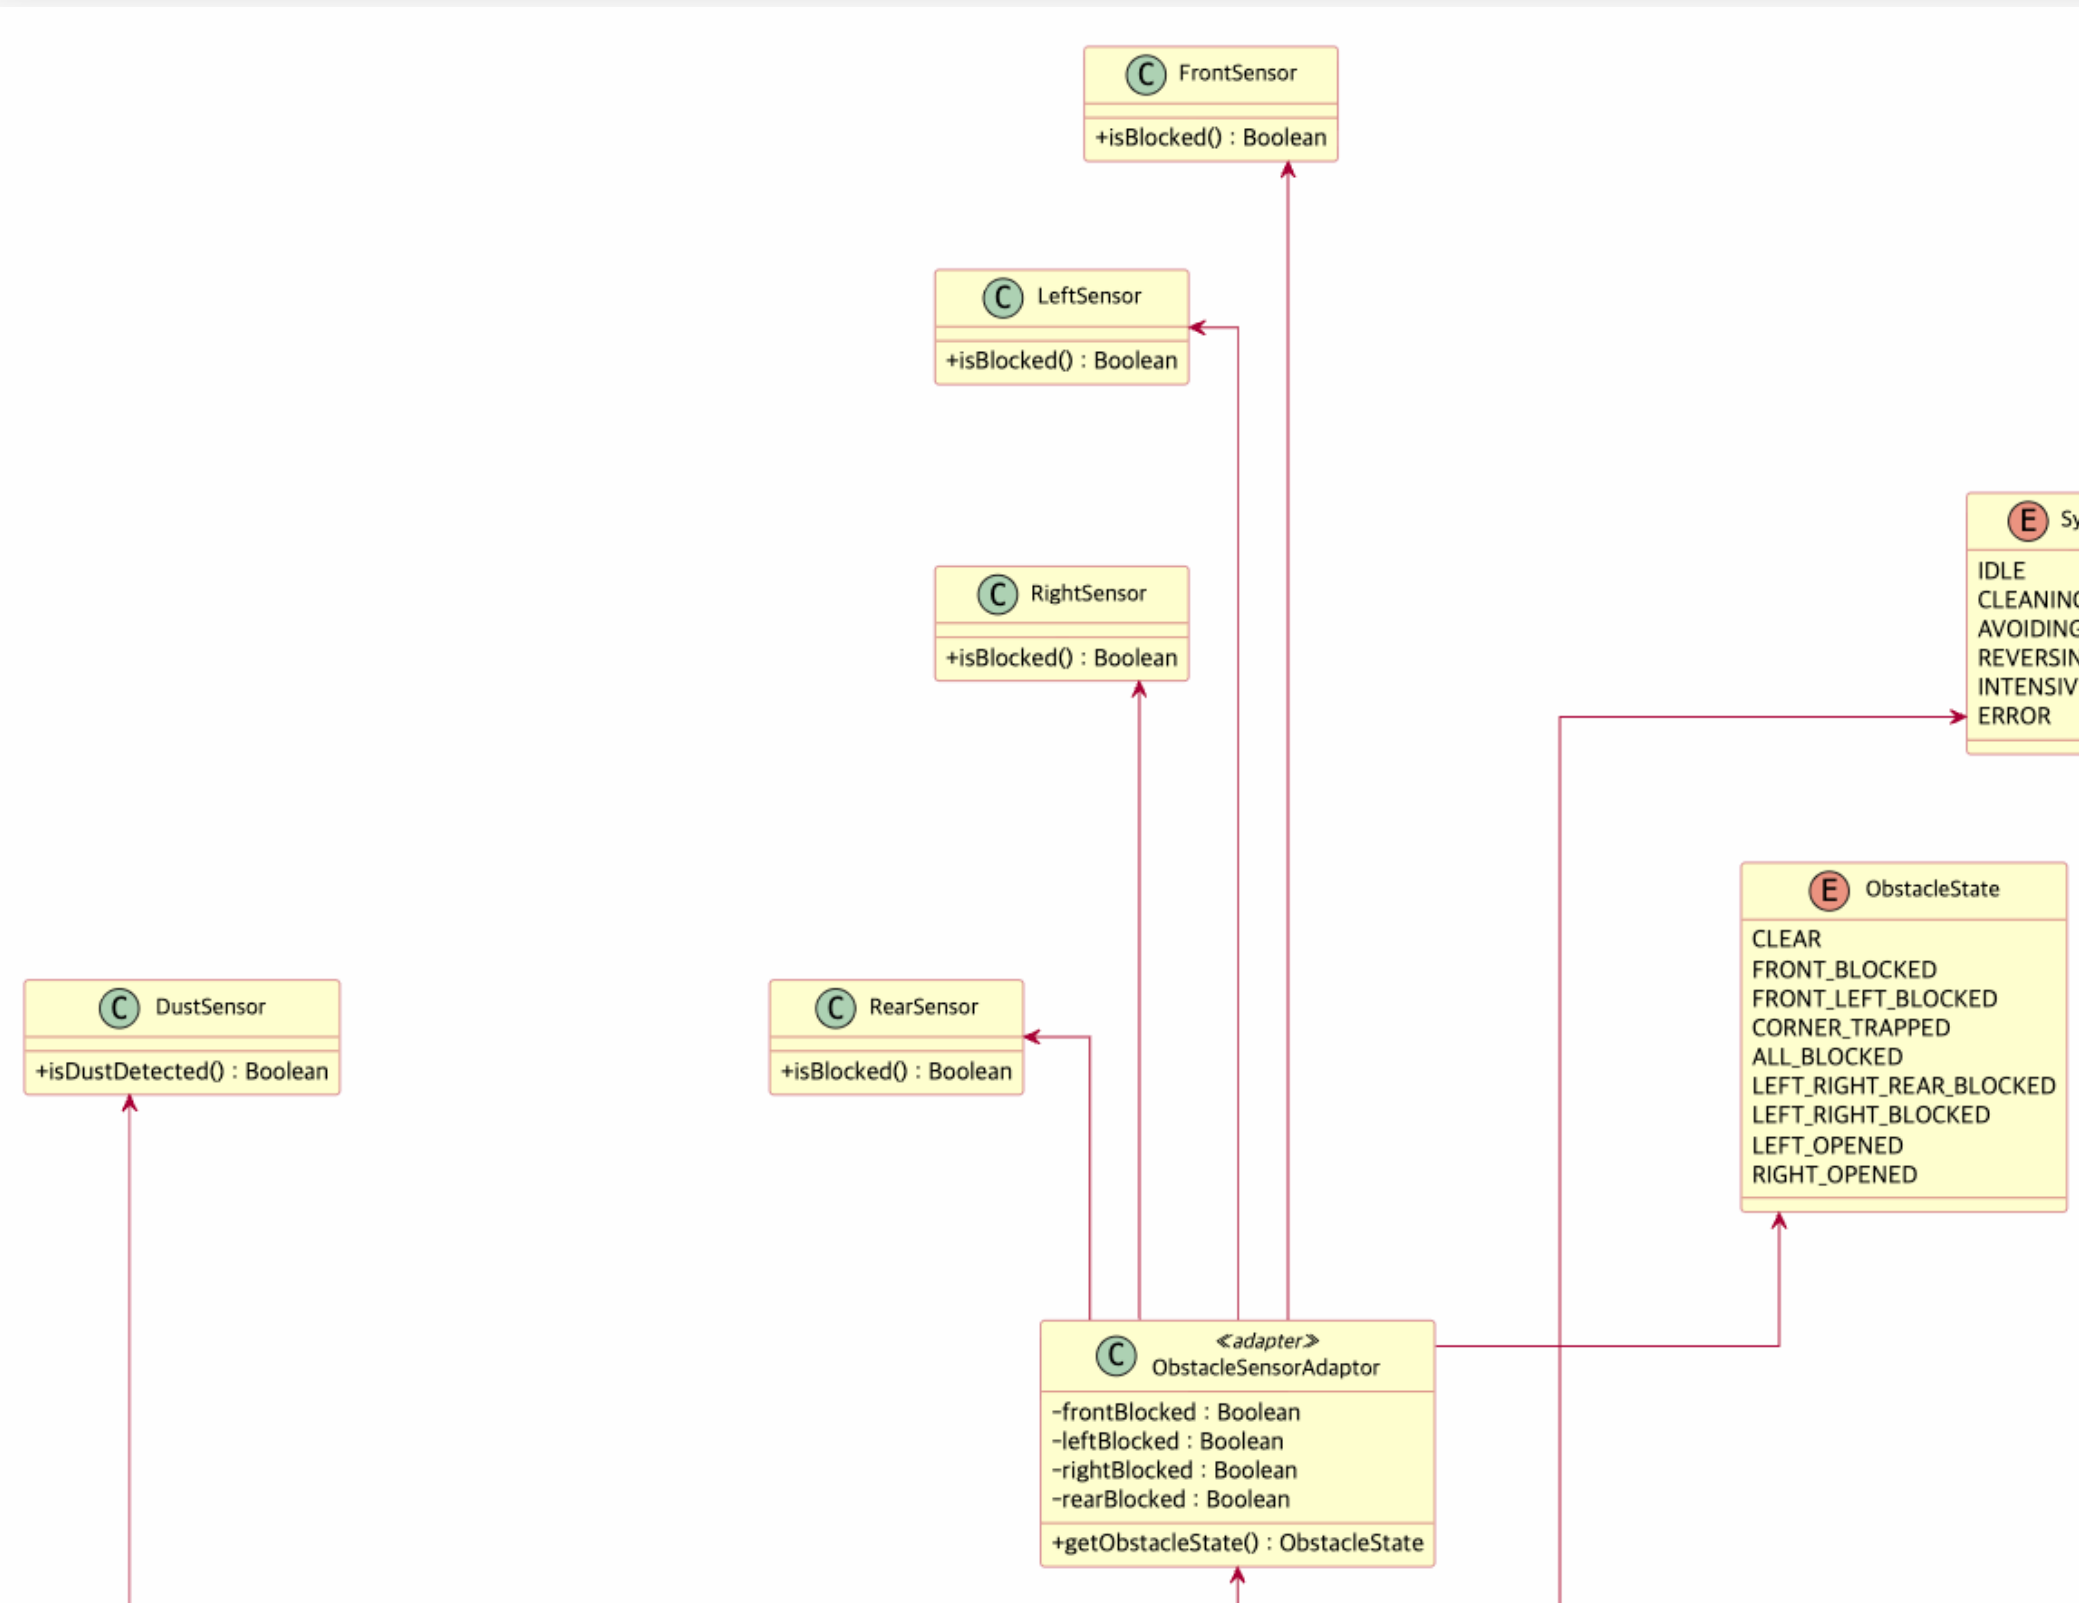 C FrontSensor
+isBlocked() : Boolean
C LeftSensor
+isBlocked() : Boolean
C RightSensor
+isBlocked() : Boolean
E
IDLE
ERROR
E ObstacleState
CLEAR
FRONT_BLOCKED
FRONT_LEFT_BLOCKED
CORNER_TRAPPED
ALL_BLOCKED
LEFT_RIGHT_REAR_BLOCKED
LEFT_RIGHT_BLOCKED
LEFT_OPENED
RIGHT_OPENED
C DustSensor
+isDustDetected() : Boolean
C RearSensor
+isBlocked() : Boolean
≪adapter≫
C ObstacleSensorAdaptor
−frontBlocked : Boolean
−leftBlocked : Boolean
−rightBlocked : Boolean
−rearBlocked : Boolean
+getObstacleState() : ObstacleState